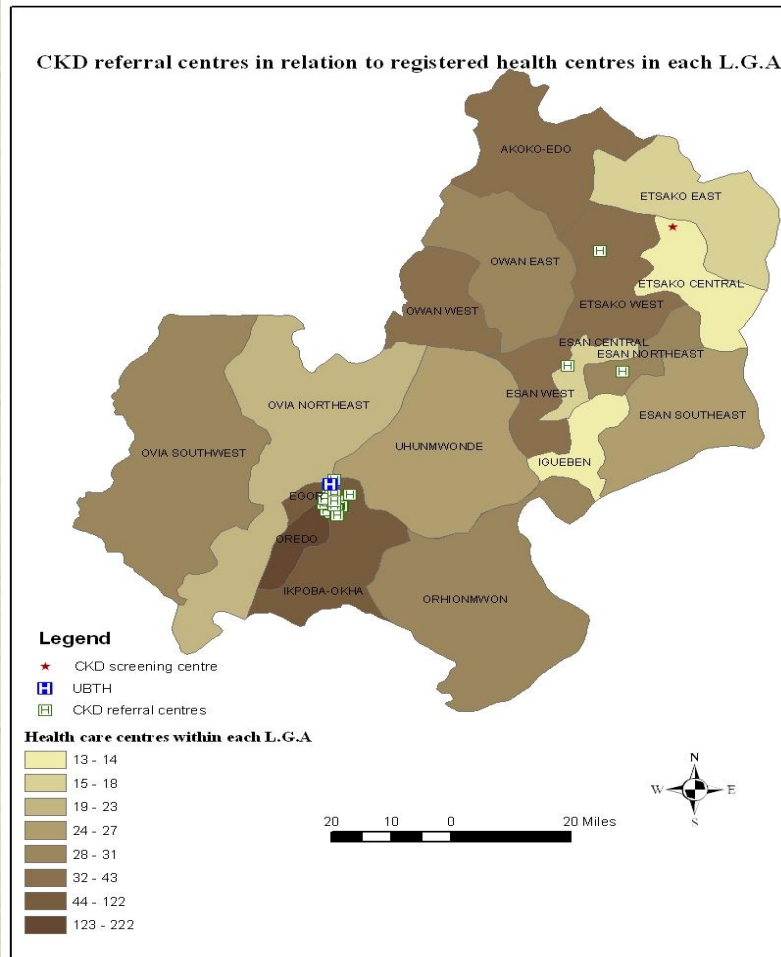 CKD referral centres in relation to registered health centres in each L.G.A
AKOKO-EDO
ETSAKO EAST
OWAN EAST
ETSAKO CENTRAL
OWAN WEST
ETSAKO WEST
ESAN CENTRAL
ESAN NORTHEAST
ESAN WEST
OVIA NORTHEAST
ESAN SOUTHEAST
UHUNMWONDE
OVIA SOUTHWEST
IGUEBEN
H
EGOR
OREDO
IKPOBA-OKHA
ORHIONMWON
Legend
CKD screening centre
H UBTH
H CKD referral centres
Health care centres within each L.G.A
13 - 14
15 - 18
19 - 23
24 - 27
28 - 31
32 - 43
44 - 122
123 - 222
N
W E
S
20 10 0 20 Miles